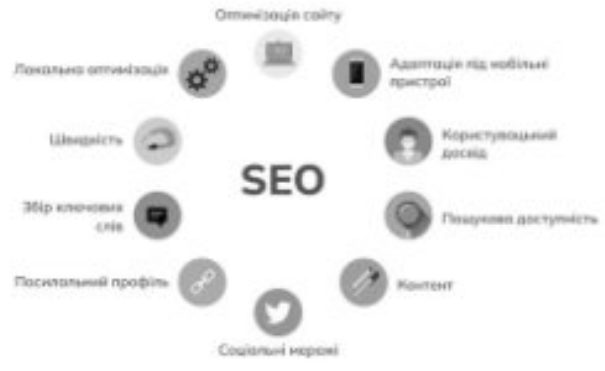 Оптимізація сайту
Локальна оптимізація
Адаптація під мобільні
пристрої
Швидкість
Користувацький
досвід
SEO
Збір ключових
слів
Пошукова доступність
Посилальний профіль
Контент
Соціальні мережі